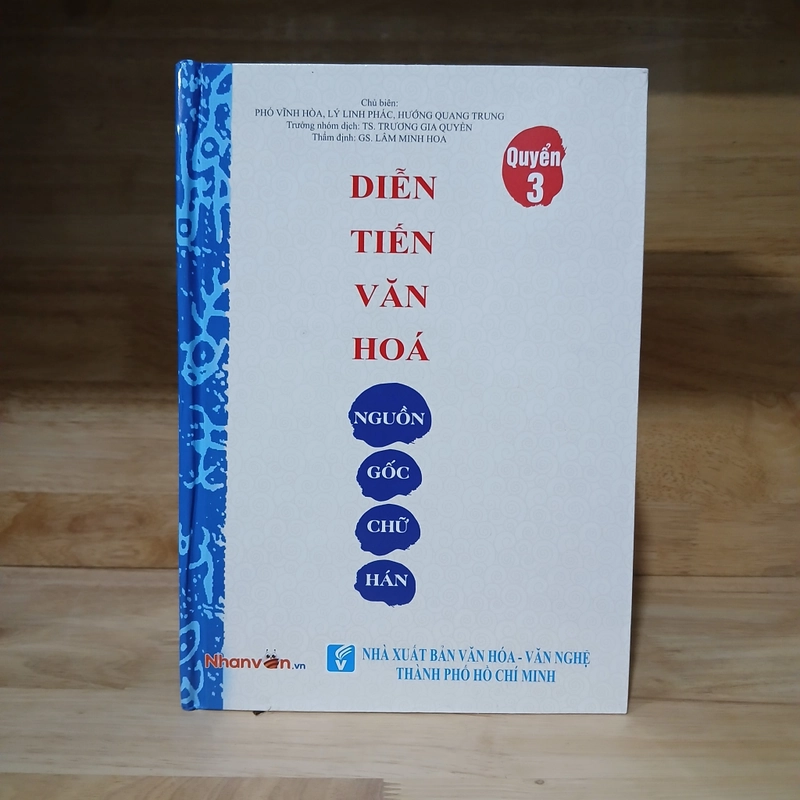 Chủ biên:
PHÓ VĨNH HÒA, LÝ LINH PHÁC, HƯỚNG QUANG TRUNG
Trưởng nhóm dịch: TS. TRƯƠNG GIA QUYỀN
Thẩm định: GS. LÂM MINH HOA
Quyển
3
DIỄN
TIẾN
VĂN
HOÁ
NGUỒN
GỐC
CHỮ
HÁN
Nhanvăn.vn
NHÀ XUẤT BẢN VĂN HÓA - VĂN NGHỆ
THÀNH PHỐ HỒ CHÍ MINH